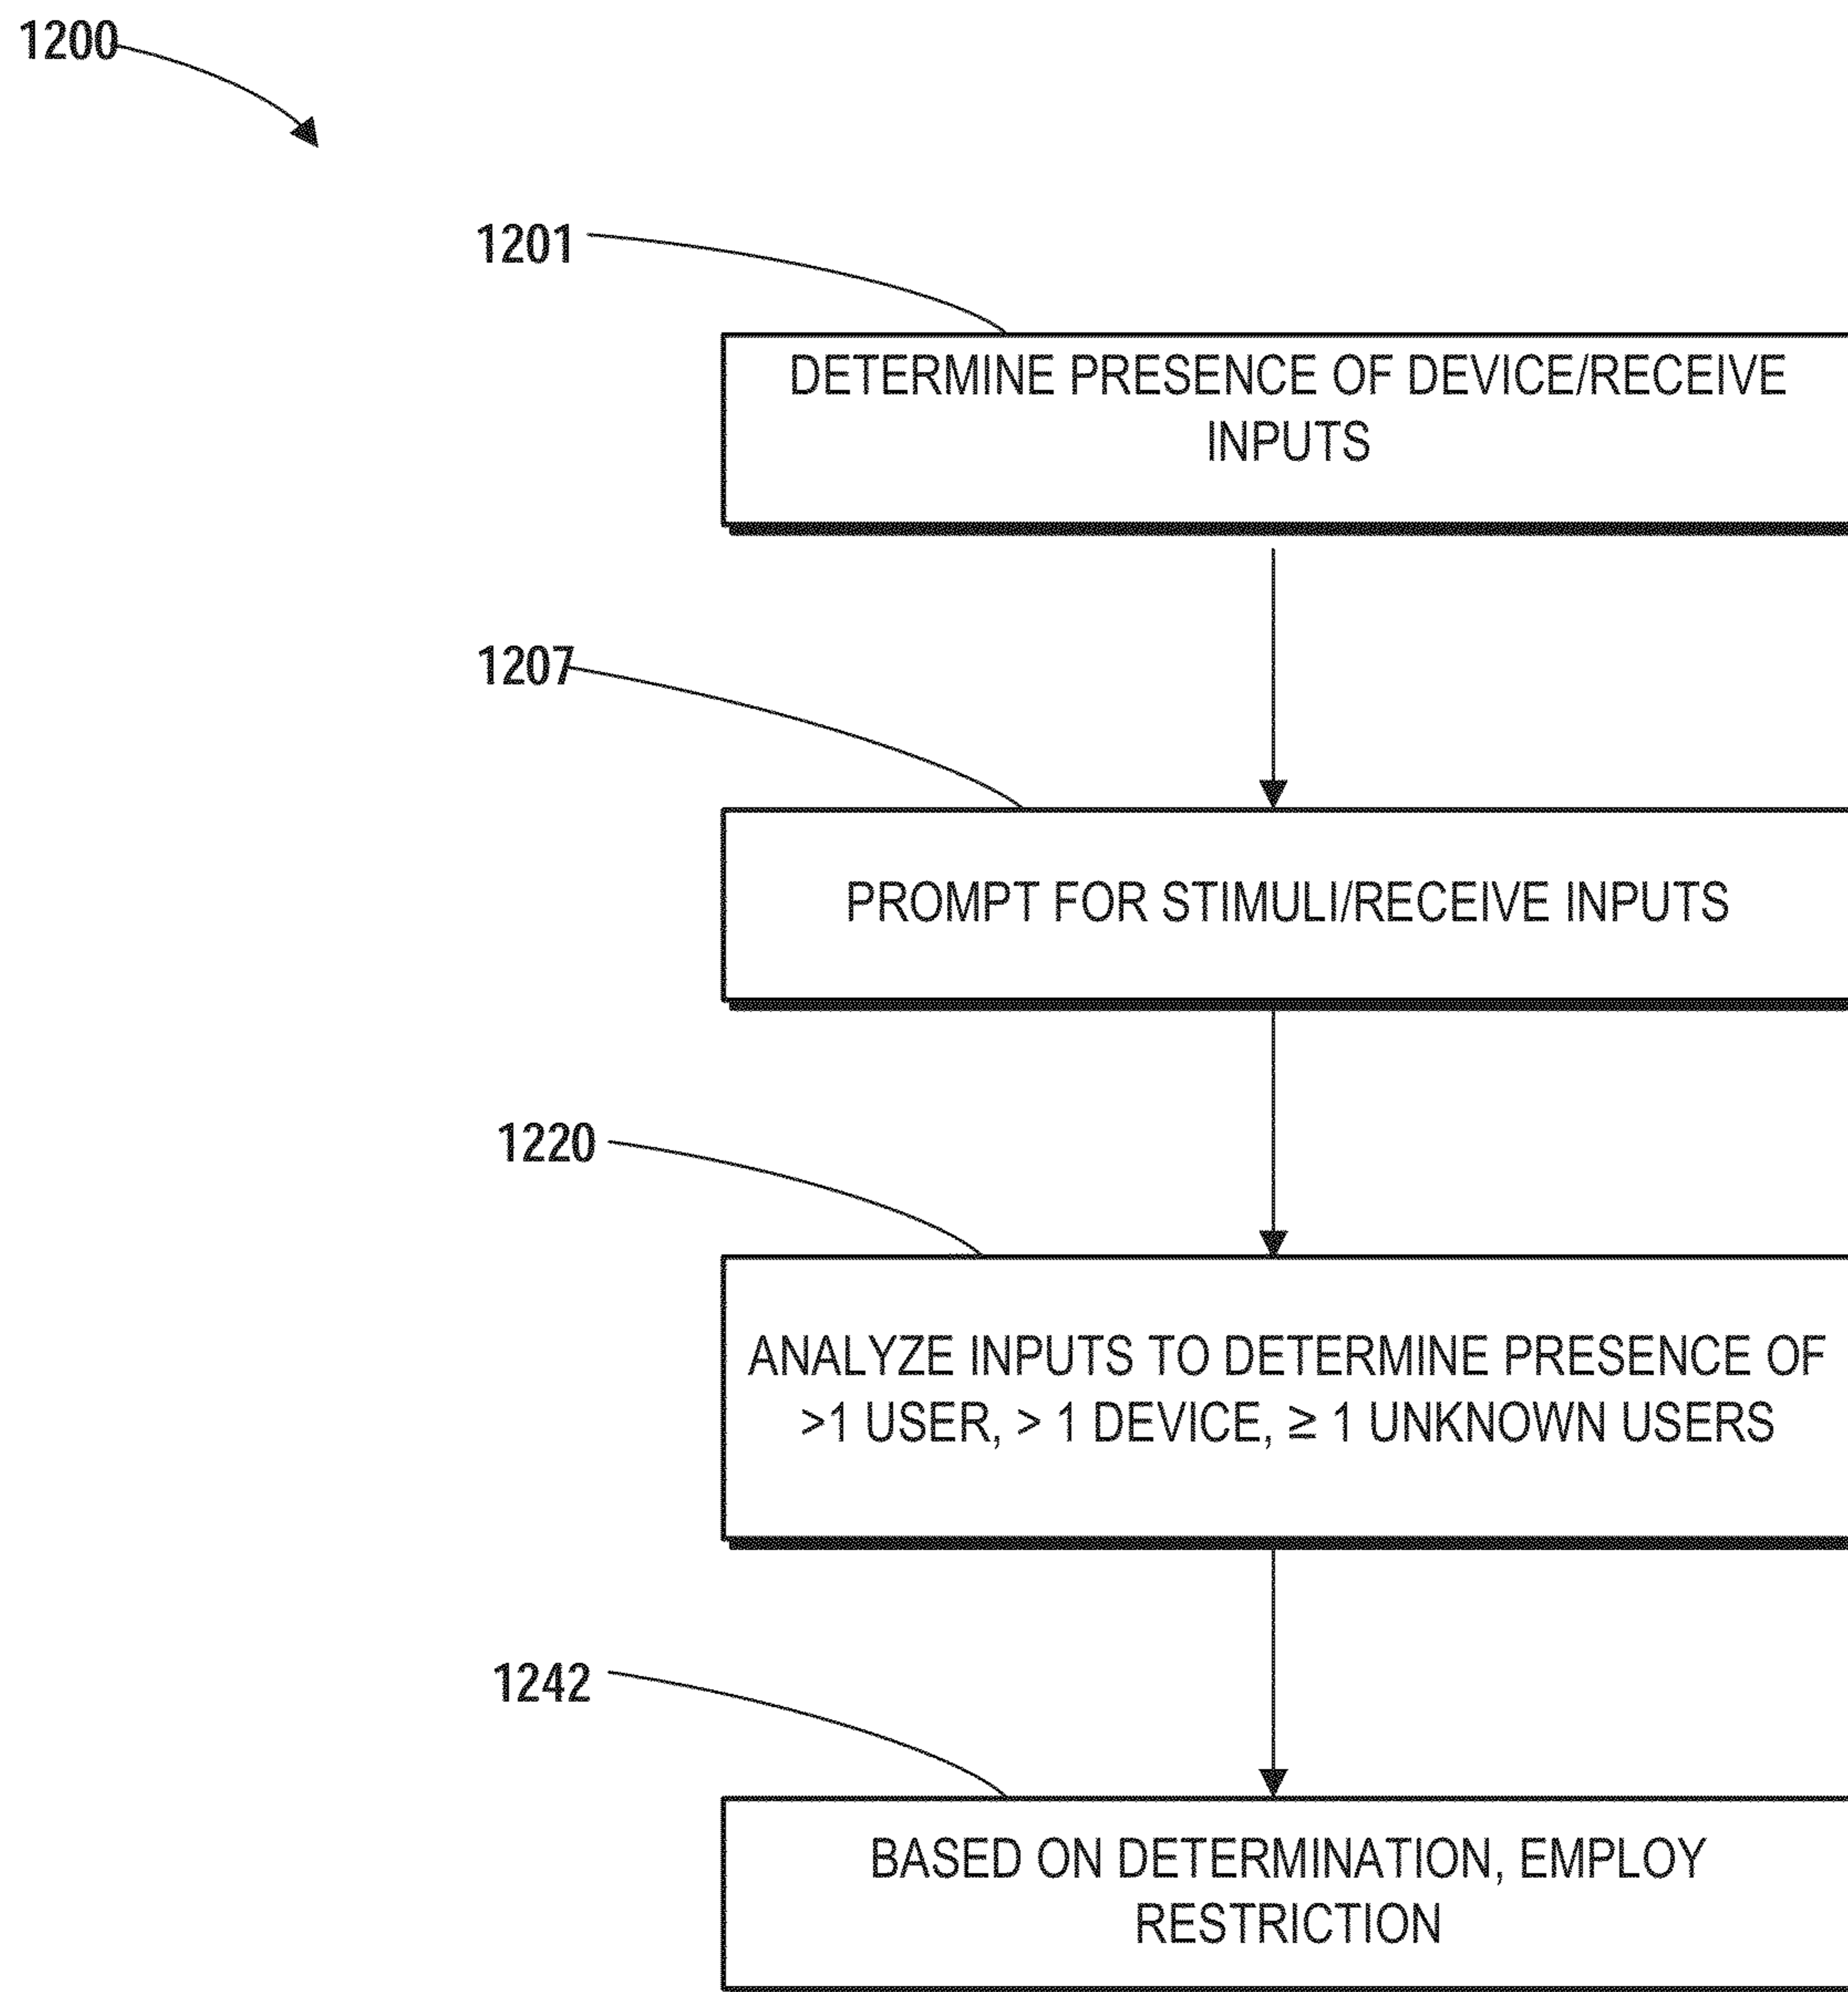 1200
1201
DETERMINE PRESENCE OF DEVICE/RECEIVE
INPUTS
1207
PROMPT FOR STIMULI/RECEIVE INPUTS
1220
ANALYZE INPUTS TO DETERMINE PRESENCE OF
>1 USER, > 1 DEVICE, ≥ 1 UNKNOWN USERS
1242
BASED ON DETERMINATION, EMPLOY
RESTRICTION